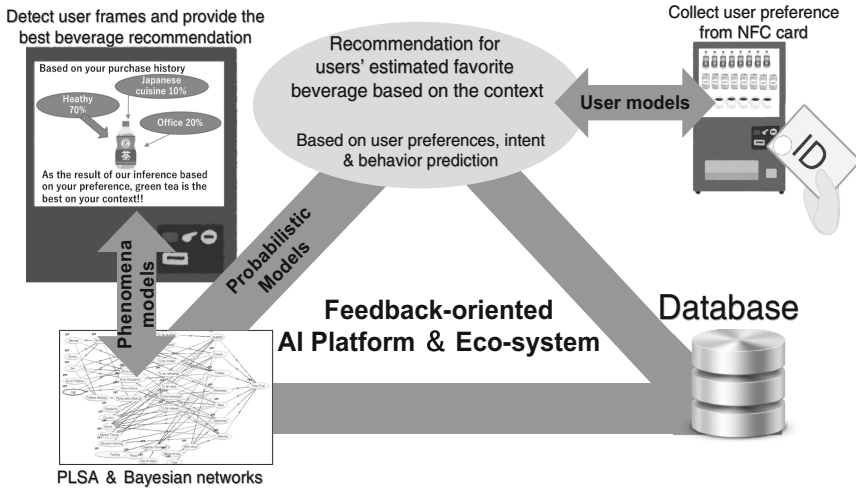 Detect user frames and provide the
best beverage recommendation
Based on your purchase history
Japanese
cuisine 10%
Heathy
70%
Office 20%
茶
As the result of our inference based
on your preference, green tea is the
best on your context!!
Recommendation for
users' estimated favorite
beverage based on the context
Based on user preferences, intent
& behavior prediction
User models
Collect user preference
from NFC card
ID
Phenomena
models
Probabilistic
Models
Feedback-oriented
AI Platform & Eco-system
Database
PLSA & Bayesian networks